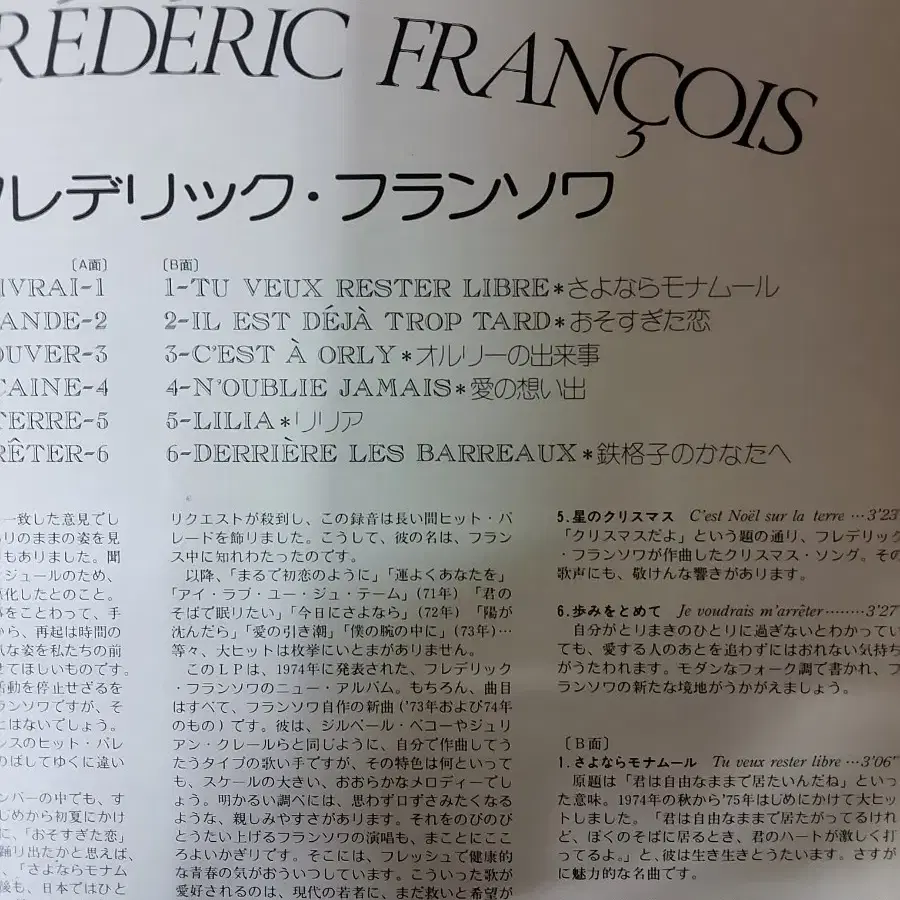 RÉDÉRIC FRANÇOIS
フレデリック・フランソワ
〔A面〕
IVRAI-1
ANDE-2
OUVER-3
CAINE-4
TERRE-5
RÊTER-6
〔B面〕
1-TU VEUX RESTER LIBRE*さよならモナムール
2-IL EST DÉJÀ TROP TARD*おそすぎた恋
3-C'EST À ORLY*オルリーの出来事
4-N'OUBLIE JAMAIS*愛の想い出
5-LILIA*リリア
6-DERRIÈRE LES BARREAUX*鉄格子のかなたへ
一致した意見でし
りのままの姿を見
もありました。聞
ジュールのため、
化したとのこと。
をことわって、手
から、再起は時間の
な姿を私たちの前
せてほしいものです。
活動を停止せざるを
ランソワですが、そ
にはないでしょう。
ンスのヒット・パレ
のばしてゆくに違い
ンバーの中でも、す
じめから初夏にかけ
に、「おそすぎた恋」
踊り出たかと思えば、
、「さよならモナム
後も、日本ではひと
リクエストが殺到し、この録音は長い間ヒット・パ
レードを飾りました。こうして、彼の名は、フラン
ス中に知れわたったのです。
以降、「まるで初恋のように」「運よくあなたを」
「アイ・ラブ・ユー・ジュ・テーム」(71年) 「君の
そばで眠りたい」「今日にさよなら」(72年) 「陽が
沈んだら」「愛の引き潮」「僕の腕の中に」(73年)…
等々、大ヒットは枚挙にいとまがありません。
このＬＰは、1974年に発表された、フレデリック
・フランソワのニュー・アルバム。もちろん、曲目
はすべて、フランソワ自作の新曲('73年および74年
のもの)です。彼は、ジルベール・ベコーやジュリ
アン・クレールらと同じように、自分で作曲してう
たうタイプの歌い手ですが、その特色は何といって
も、スケールの大きい、おおらかなメロディーでし
ょう。明かるい調べには、思わず口ずさみたくなる
ような、親しみやすさがあります。それをのびのび
とうたい上げるフランソワの演唱も、まことにここ
ろよいかぎりです。そこには、フレッシュで健康的
な青春の気がおういつしています。こういった歌が
愛好されるのは、現代の若者に、まだ救いと希望が
5.星のクリスマス C'est Noël sur la terre …3'23
「クリスマスだよ」という題の通り、フレデリック
・フランソワが作曲したクリスマス・ソング。その
歌声にも、敬けんな響きがあります。
6.歩みをとめて Je voudrais m'arrêter………3'27
自分がとりまきのひとりに過ぎないとわかってい
ても、愛する人のあとを追わずにはおれない気持ち
がうたわれます。モダンなフォーク調で書かれ、フ
ランソワの新たな境地がうかがえましょう。
〔B面〕
1.さよならモナムール Tu veux rester libre …3'06"
原題は「君は自由なままで居たいんだね」といっ
た意味。1974年の秋から'75年はじめにかけて大ヒッ
トしました。「君は自由なままで居たがってるけれ
ど、ぼくのそばに居るとき、君のハートが激しく打
ってるよ。」と、彼は生き生きとうたいます。さすが
に魅力的な名曲です。